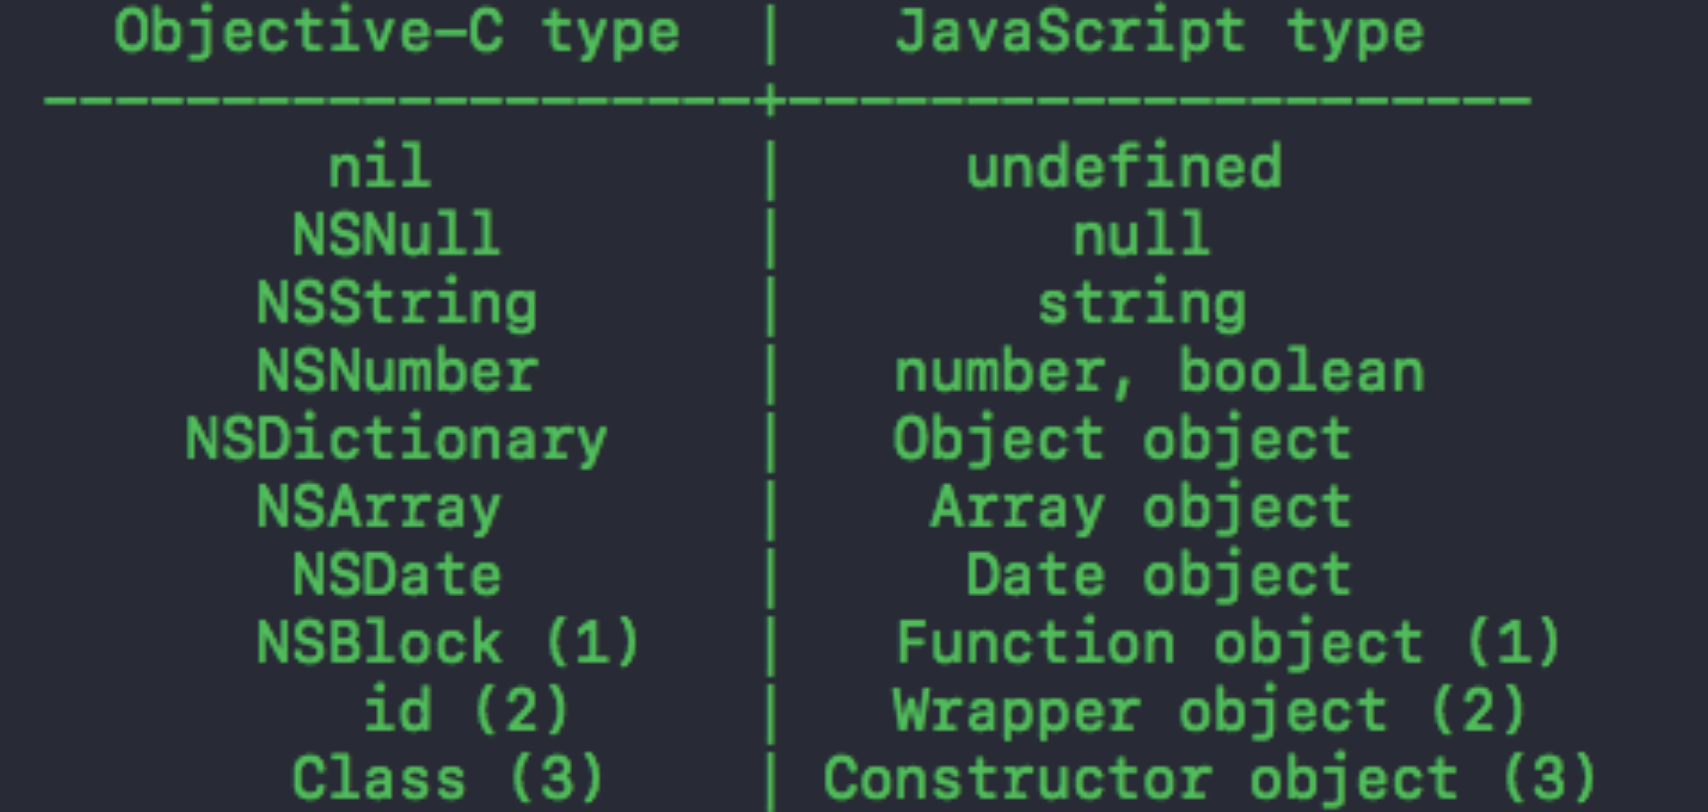 Objective-C type | JavaScript type
--------------------+---------------------
nil | undefined
NSNull | null
NSString | string
NSNumber | number, boolean
NSDictionary | Object object
NSArray | Array object
NSDate | Date object
NSBlock (1) | Function object (1)
id (2) | Wrapper object (2)
Class (3) | Constructor object (3)